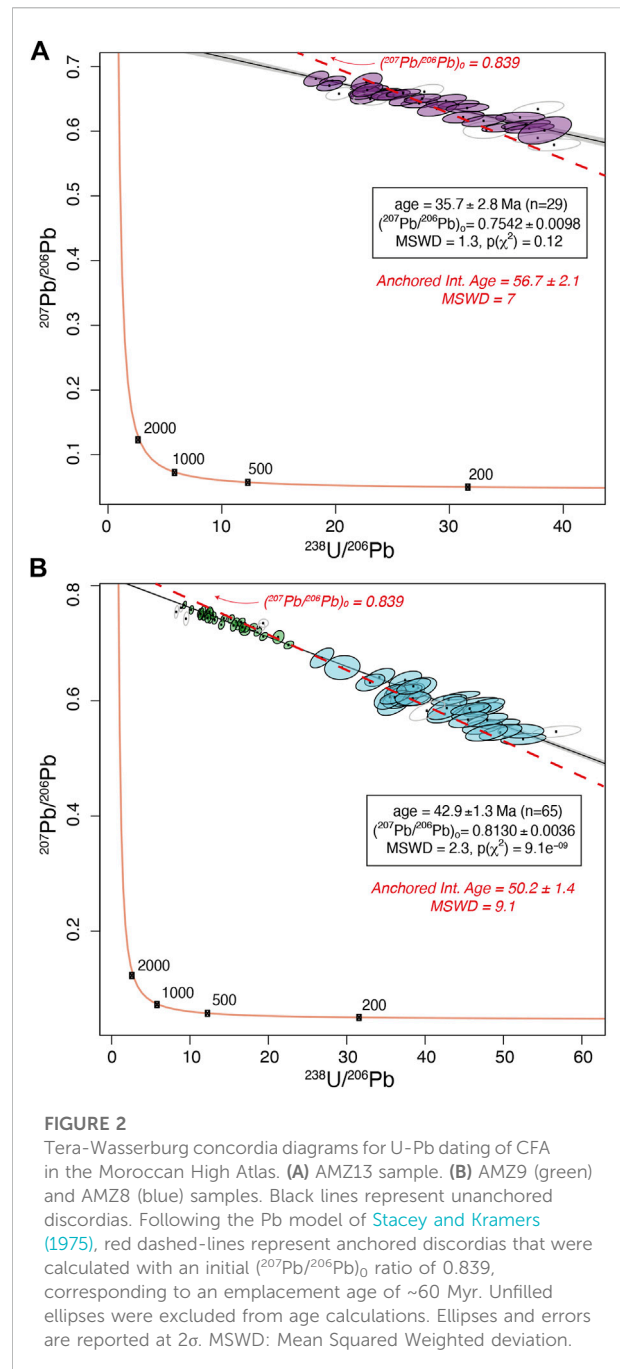 A
(²⁰⁷Pb/²⁰⁶Pb)₀ = 0.839
0.7
0.6
0.5
0.4
0.3
0.2
0.1
²⁰⁷Pb/²⁰⁶Pb
age = 35.7 ± 2.8 Ma (n=29)
(²⁰⁷Pb/²⁰⁶Pb)₀= 0.7542 ± 0.0098
MSWD = 1.3, p(χ²) = 0.12
Anchored Int. Age = 56.7 ± 2.1
MSWD = 7
2000
1000
500
200
0 10 20 30 40
²³⁸U/²⁰⁶Pb
B
(²⁰⁷Pb/²⁰⁶Pb)₀ = 0.839
0.8
0.6
0.4
0.2
²⁰⁷Pb/²⁰⁶Pb
age = 42.9 ± 1.3 Ma (n=65)
(²⁰⁷Pb/²⁰⁶Pb)₀= 0.8130 ± 0.0036
MSWD = 2.3, p(χ²) = 9.1e⁻⁰⁹
Anchored Int. Age = 50.2 ± 1.4
MSWD = 9.1
2000
1000
500
200
0 10 20 30 40 50 60
²³⁸U/²⁰⁶Pb
FIGURE 2
Tera-Wasserburg concordia diagrams for U-Pb dating of CFA
in the Moroccan High Atlas. (A) AMZ13 sample. (B) AMZ9 (green)
and AMZ8 (blue) samples. Black lines represent unanchored
discordias. Following the Pb model of Stacey and Kramers
(1975), red dashed-lines represent anchored discordias that were
calculated with an initial (²⁰⁷Pb/²⁰⁶Pb)₀ ratio of 0.839,
corresponding to an emplacement age of ~60 Myr. Unfilled
ellipses were excluded from age calculations. Ellipses and errors
are reported at 2σ. MSWD: Mean Squared Weighted deviation.